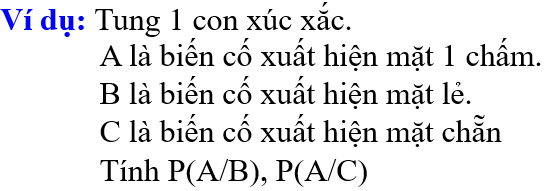 Ví dụ: Tung 1 con xúc xắc.
A là biến cố xuất hiện mặt 1 chấm.
B là biến cố xuất hiện mặt lẻ.
C là biến cố xuất hiện mặt chẵn
Tính P(A/B), P(A/C)